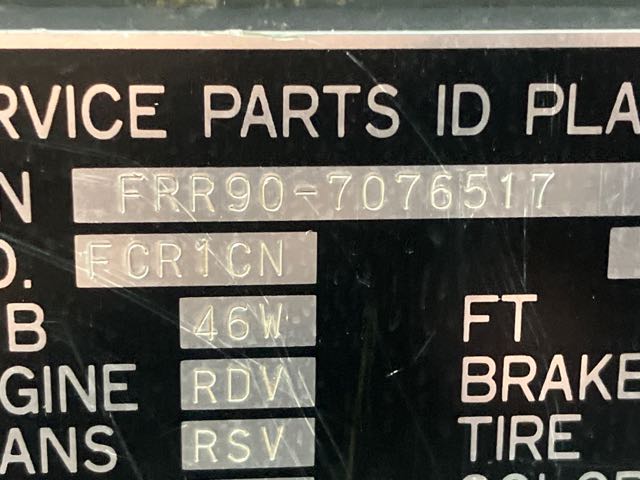 RVICE PARTS ID PLA
N FRR90-7076517
O. FCR1CN
B 46W FT
GINE RDV BRAKE
ANS RSV TIRE